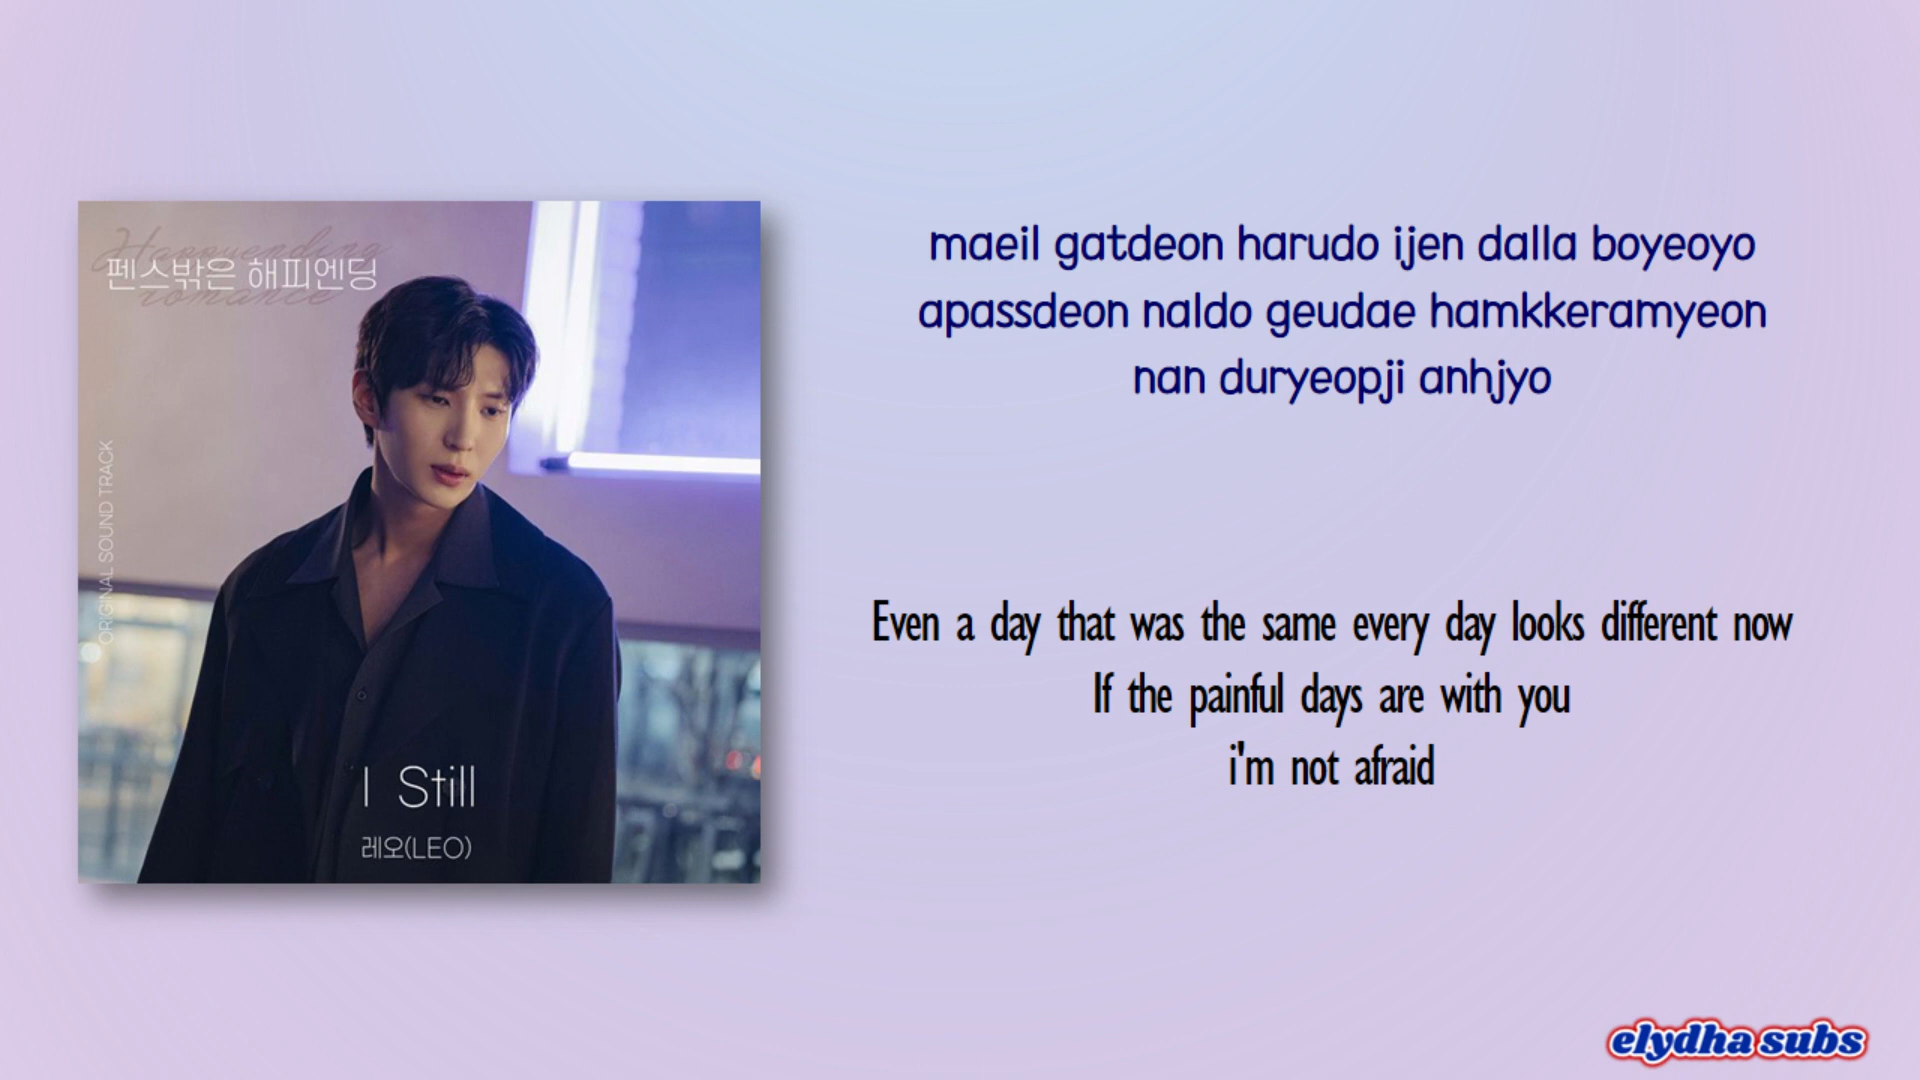 Happyending
펜스밖은 해피엔딩
romance
ORIGINAL SOUND TRACK
I Still
레오(LEO)
maeil gatdeon harudo ijen dalla boyeoyo
apassdeon naldo geudae hamkkeramyeon
nan duryeopji anhjyo
Even a day that was the same every day looks different now
If the painful days are with you
i'm not afraid
elydha subs